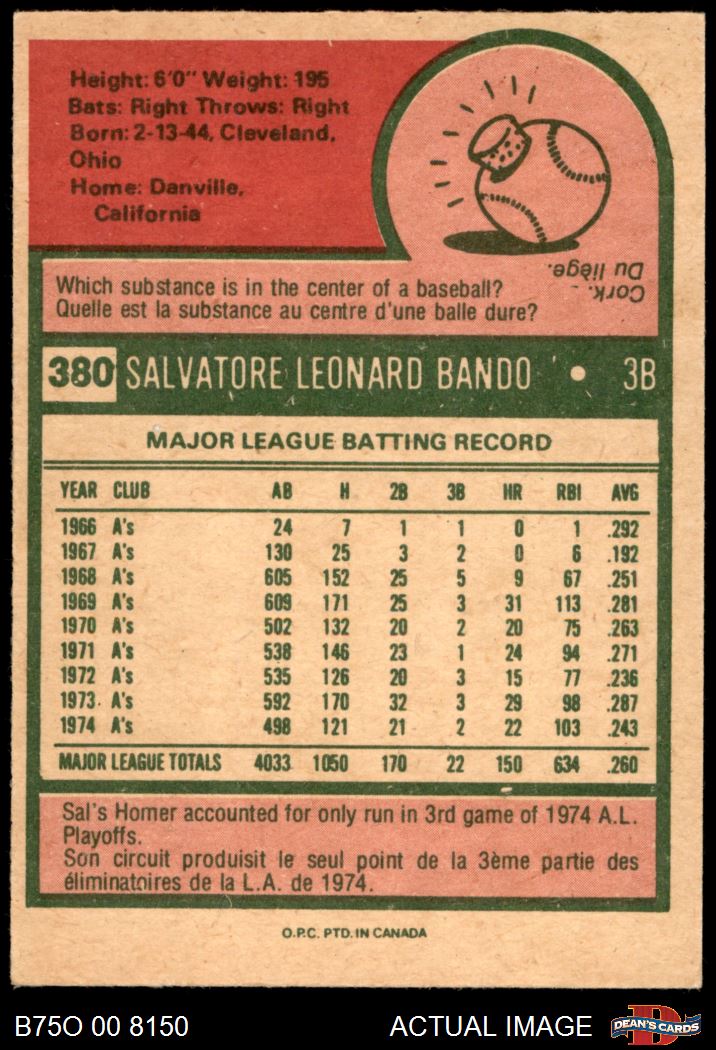 Height: 6'0" Weight: 195
Bats: Right Throws: Right
Born: 2-13-44, Cleveland,
Ohio
Home: Danville,
California
Cork.
Du liège.
Which substance is in the center of a baseball?
Quelle est la substance au centre d'une balle dure?
380 SALVATORE LEONARD BANDO • 3B
MAJOR LEAGUE BATTING RECORD
YEAR CLUB AB H 2B 3B HR RBI AVG
1966 A's 24 7 1 1 0 1 .292
1967 A's 130 25 3 2 0 6 .192
1968 A's 605 152 25 5 9 67 .251
1969 A's 609 171 25 3 31 113 .281
1970 A's 502 132 20 2 20 75 .263
1971 A's 538 146 23 1 24 94 .271
1972 A's 535 126 20 3 15 77 .236
1973 A's 592 170 32 3 29 98 .287
1974 A's 498 121 21 2 22 103 .243
MAJOR LEAGUE TOTALS 4033 1050 170 22 150 634 .260
Sal's Homer accounted for only run in 3rd game of 1974 A.L.
Playoffs.
Son circuit produisit le seul point de la 3ème partie des
éliminatoires de la L.A. de 1974.
O.P.C. PTD. IN CANADA
B75O 00 8150 ACTUAL IMAGE D DEAN'S CARDS